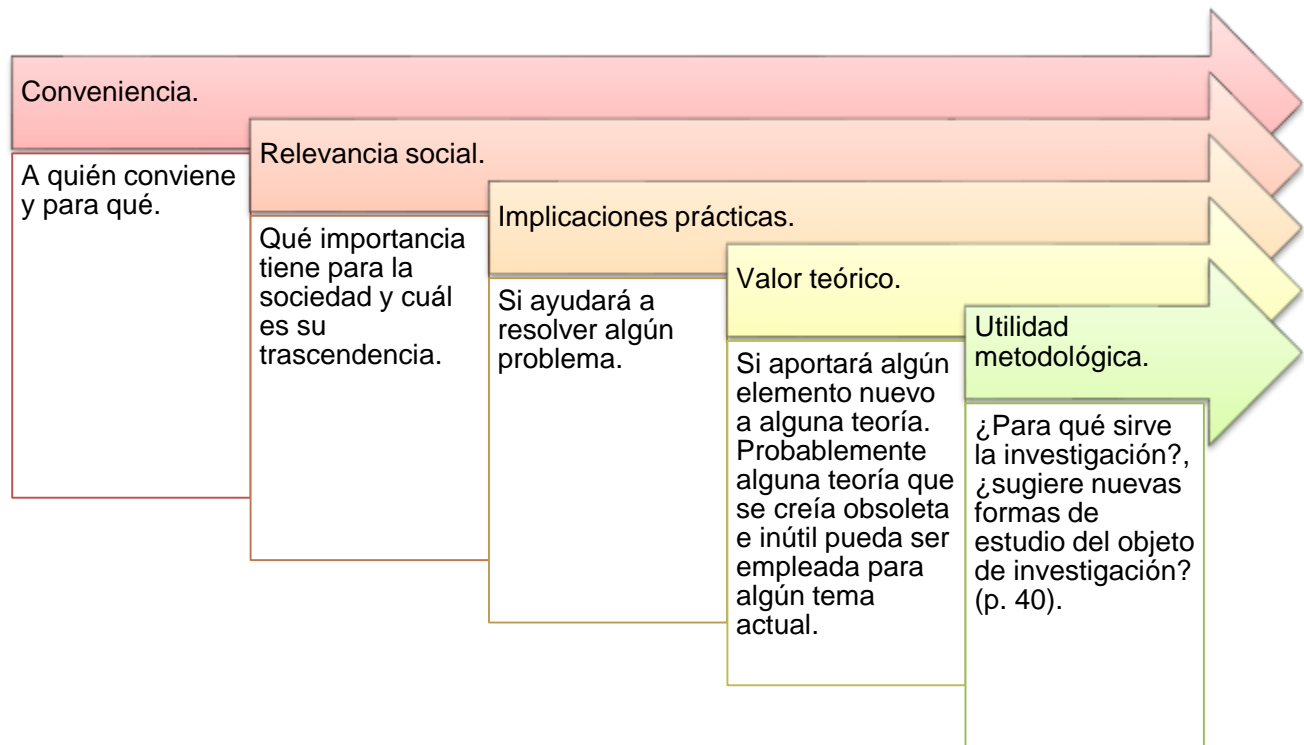 Conveniencia.
A quién conviene
y para qué.
Relevancia social.
Qué importancia
tiene para la
sociedad y cuál
es su
trascendencia.
Implicaciones prácticas.
Si ayudará a
resolver algún
problema.
Valor teórico.
Si aportará algún
elemento nuevo
a alguna teoría.
Probablemente
alguna teoría que
se creía obsoleta
e inútil pueda ser
empleada para
algún tema
actual.
Utilidad
metodológica.
¿Para qué sirve
la investigación?,
¿sugiere nuevas
formas de
estudio del objeto
de investigación?
(p. 40).